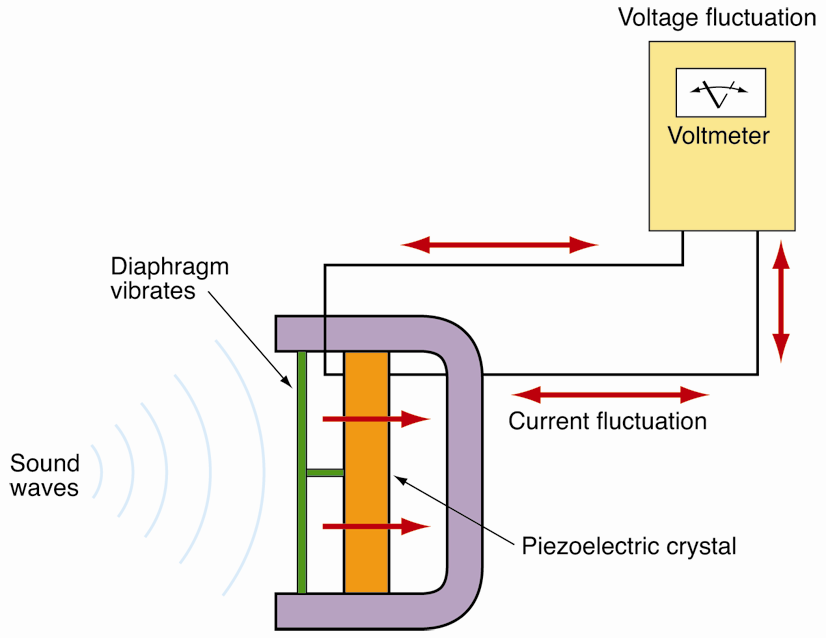 Voltage fluctuation
Voltmeter
Diaphragm
vibrates
Current fluctuation
Sound
waves
Piezoelectric crystal